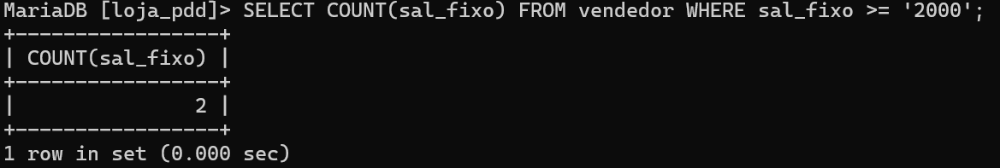 MariaDB [loja_pdd]> SELECT COUNT(sal_fixo) FROM vendedor WHERE sal_fixo >= '2000';
+-----------------+
| COUNT(sal_fixo) |
+-----------------+
|               2 |
+-----------------+
1 row in set (0.000 sec)